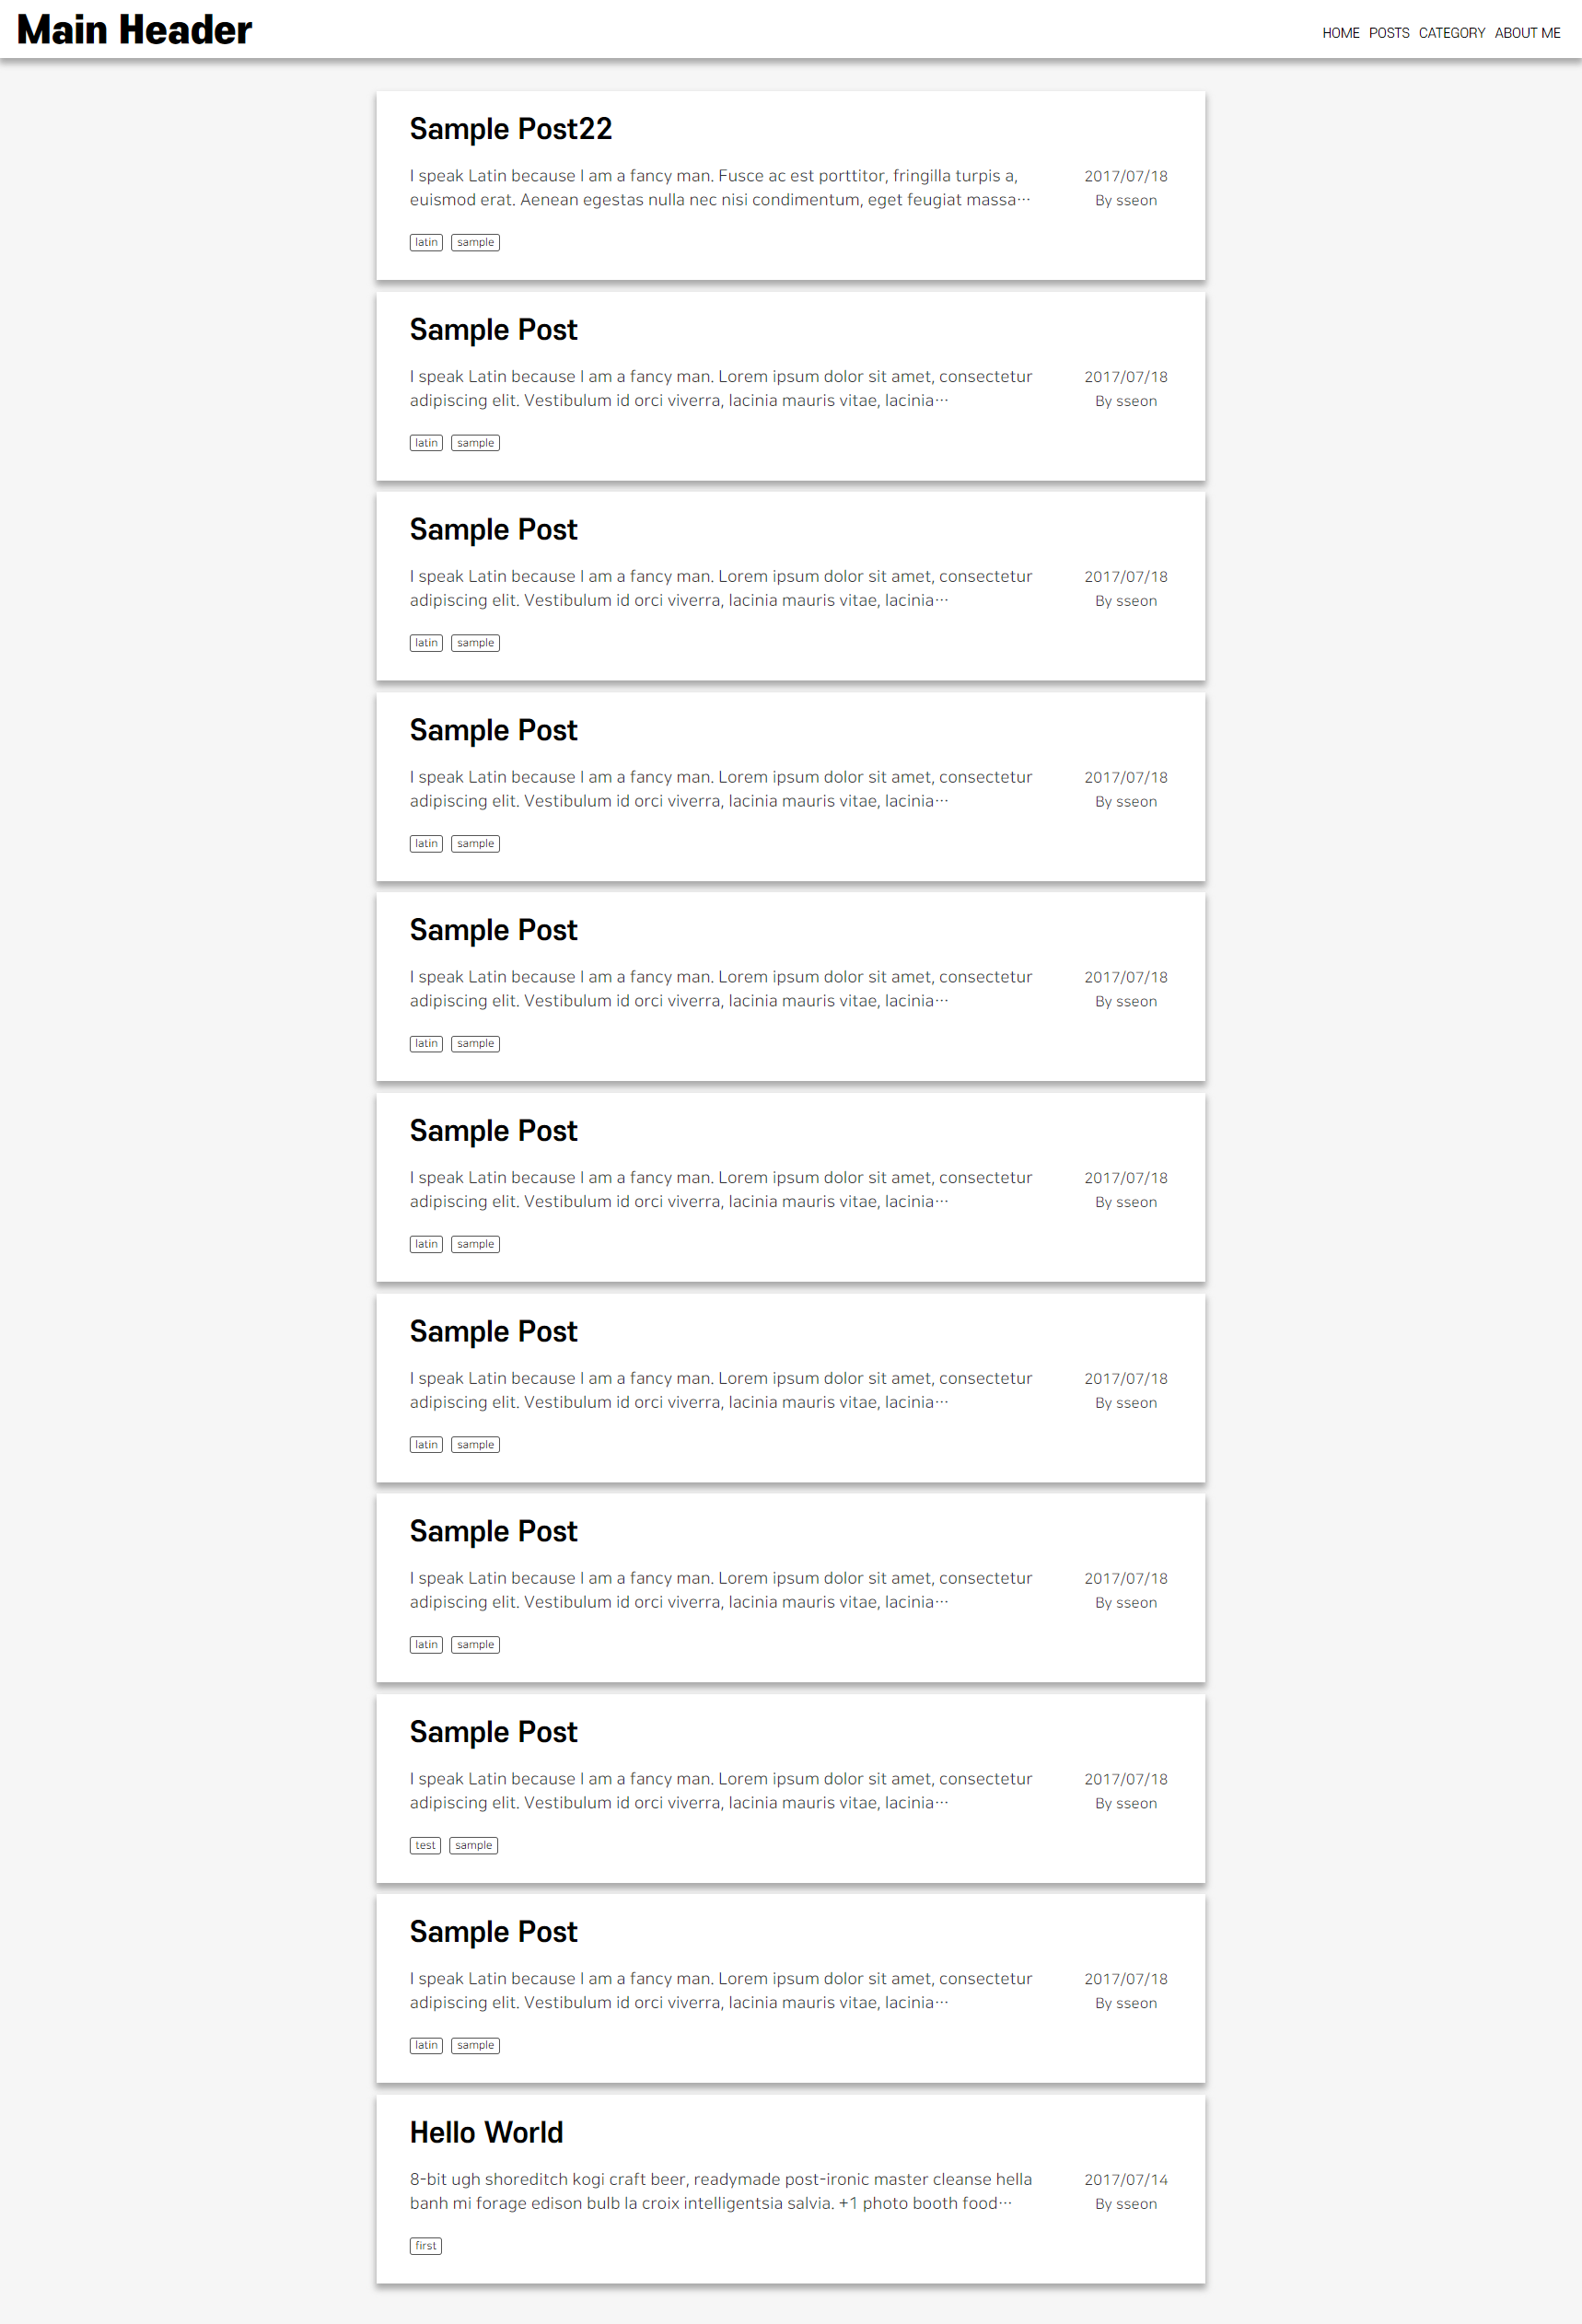 Main Header
HOME POSTS CATEGORY ABOUT ME
Sample Post22
I speak Latin because I am a fancy man. Fusce ac est porttitor, fringilla turpis a,
euismod erat. Aenean egestas nulla nec nisi condimentum, eget feugiat massa…
2017/07/18
By sseon
latin sample
Sample Post
I speak Latin because I am a fancy man. Lorem ipsum dolor sit amet, consectetur
adipiscing elit. Vestibulum id orci viverra, lacinia mauris vitae, lacinia…
2017/07/18
By sseon
latin sample
Sample Post
I speak Latin because I am a fancy man. Lorem ipsum dolor sit amet, consectetur
adipiscing elit. Vestibulum id orci viverra, lacinia mauris vitae, lacinia…
2017/07/18
By sseon
latin sample
Sample Post
I speak Latin because I am a fancy man. Lorem ipsum dolor sit amet, consectetur
adipiscing elit. Vestibulum id orci viverra, lacinia mauris vitae, lacinia…
2017/07/18
By sseon
latin sample
Sample Post
I speak Latin because I am a fancy man. Lorem ipsum dolor sit amet, consectetur
adipiscing elit. Vestibulum id orci viverra, lacinia mauris vitae, lacinia…
2017/07/18
By sseon
latin sample
Sample Post
I speak Latin because I am a fancy man. Lorem ipsum dolor sit amet, consectetur
adipiscing elit. Vestibulum id orci viverra, lacinia mauris vitae, lacinia…
2017/07/18
By sseon
latin sample
Sample Post
I speak Latin because I am a fancy man. Lorem ipsum dolor sit amet, consectetur
adipiscing elit. Vestibulum id orci viverra, lacinia mauris vitae, lacinia…
2017/07/18
By sseon
latin sample
Sample Post
I speak Latin because I am a fancy man. Lorem ipsum dolor sit amet, consectetur
adipiscing elit. Vestibulum id orci viverra, lacinia mauris vitae, lacinia…
2017/07/18
By sseon
latin sample
Sample Post
I speak Latin because I am a fancy man. Lorem ipsum dolor sit amet, consectetur
adipiscing elit. Vestibulum id orci viverra, lacinia mauris vitae, lacinia…
2017/07/18
By sseon
test sample
Sample Post
I speak Latin because I am a fancy man. Lorem ipsum dolor sit amet, consectetur
adipiscing elit. Vestibulum id orci viverra, lacinia mauris vitae, lacinia…
2017/07/18
By sseon
latin sample
Hello World
8-bit ugh shoreditch kogi craft beer, readymade post-ironic master cleanse hella
banh mi forage edison bulb la croix intelligentsia salvia. +1 photo booth food…
2017/07/14
By sseon
first